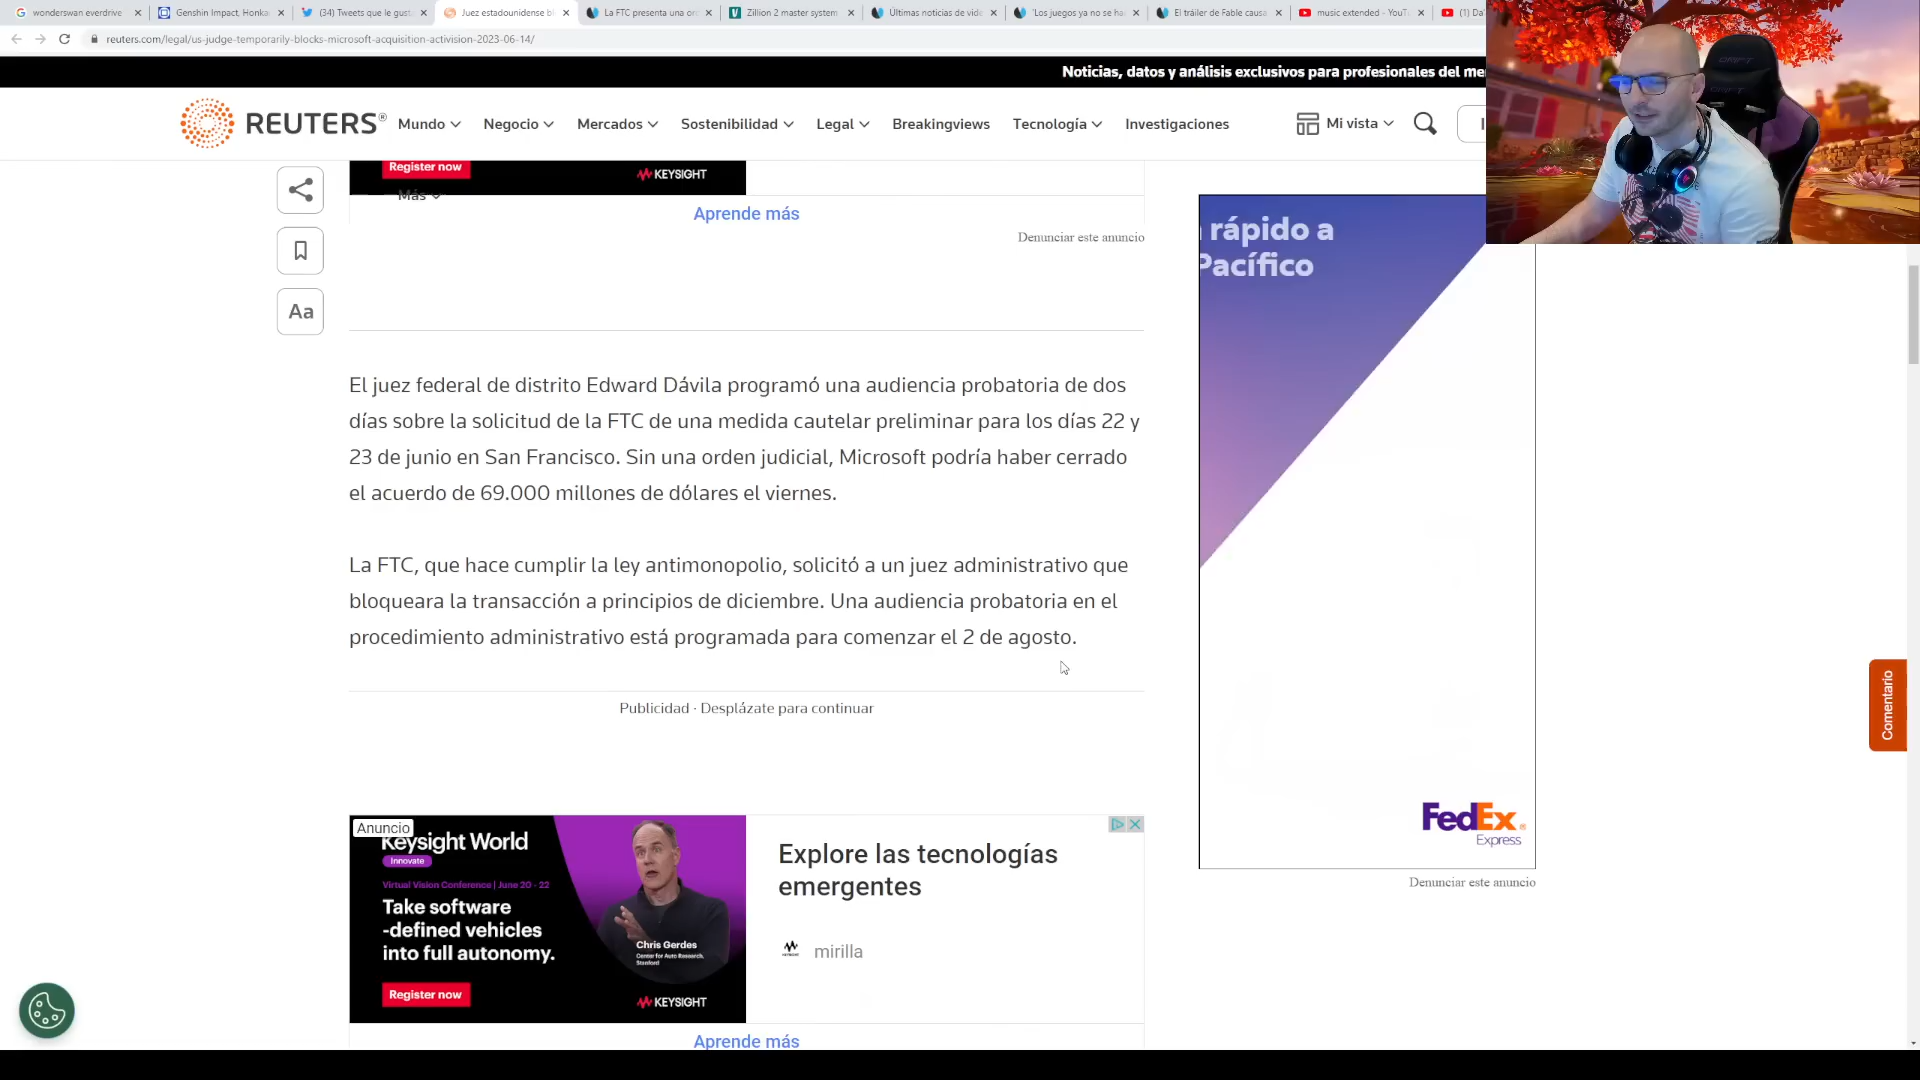 wonderswan everdrive
Genshin Impact, Honka
(34) Tweets que le gust
Juez estadounidense bl
La FTC presenta una or
Zillion 2 master system
Últimas noticias de vide
'Los juegos ya no se ha
El tráiler de Fable causa
music extended - YouT
reuters.com/legal/us-judge-temporarily-blocks-microsoft-acquisition-activision-2023-06-14/
Noticias, datos y análisis exclusivos para profesionales del me
REUTERS®
Mundo
Negocio
Mercados
Sostenibilidad
Legal
Breakingviews
Tecnología
Investigaciones
Mi vista
Más
Register now
KEYSIGHT
Aprende más
Denunciar este anuncio
Aa
rápido a
Pacífico
El juez federal de distrito Edward Dávila programó una audiencia probatoria de dos
días sobre la solicitud de la FTC de una medida cautelar preliminar para los días 22 y
23 de junio en San Francisco. Sin una orden judicial, Microsoft podría haber cerrado
el acuerdo de 69.000 millones de dólares el viernes.
La FTC, que hace cumplir la ley antimonopolio, solicitó a un juez administrativo que
bloqueara la transacción a principios de diciembre. Una audiencia probatoria en el
procedimiento administrativo está programada para comenzar el 2 de agosto.
Publicidad · Desplázate para continuar
Comentario
FedEx
Express
Denunciar este anuncio
Anuncio
Keysight World
Innovate
Virtual Vision Conference | June 20 - 22
Take software
-defined vehicles
into full autonomy.
Chris Gerdes
Center for Auto Research,
Stanford
Register now
KEYSIGHT
Explore las tecnologías
emergentes
mirilla
Aprende más